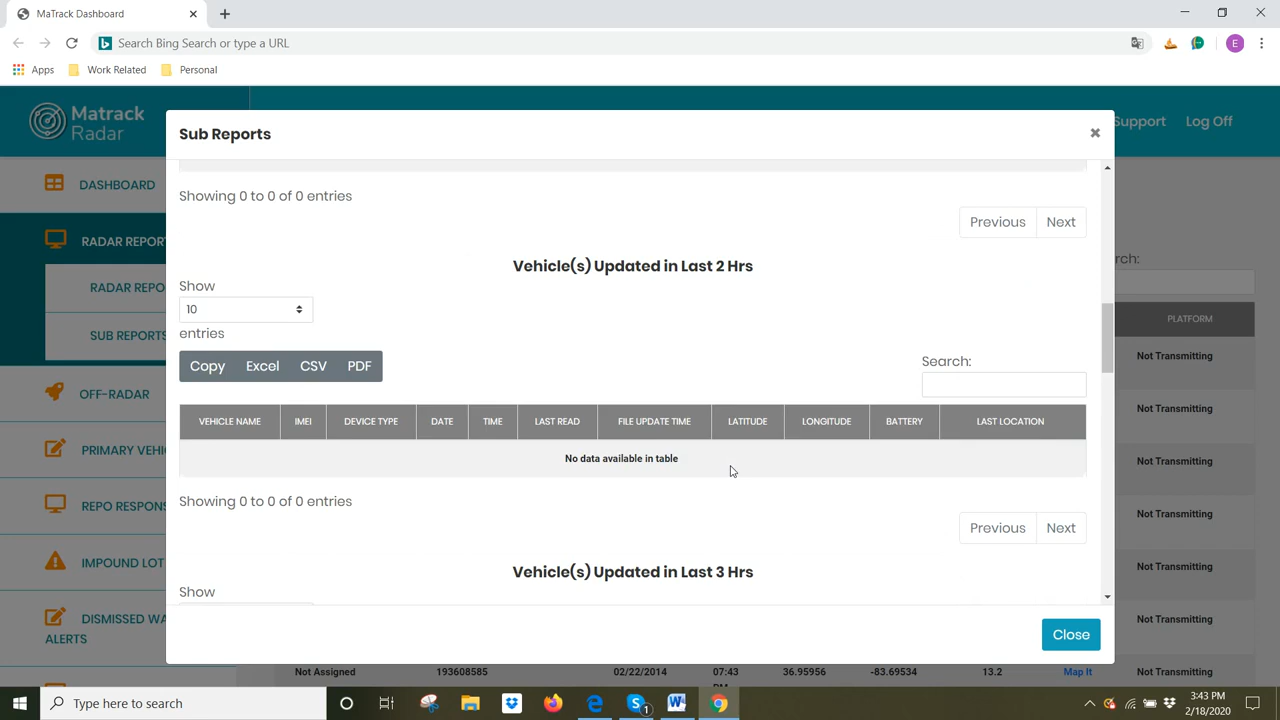 MaTrack Dashboard
Search Bing Search or type a URL
E
Apps
Work Related
Personal
Matrack
Radar
Support
Log Off
DASHBOARD
RADAR REPOR
RADAR REPO
SUB REPORTS
OFF-RADAR
PRIMARY VEHI
REPO RESPONS
IMPOUND LOT
DISMISSED WA
ALERTS
Sub Reports
Showing 0 to 0 of 0 entries
Previous
Next
Vehicle(s) Updated in Last 2 Hrs
Show
10
entries
Copy
Excel
CSV
PDF
Search:
VEHICLE NAME
IMEI
DEVICE TYPE
DATE
TIME
LAST READ
FILE UPDATE TIME
LATITUDE
LONGITUDE
BATTERY
LAST LOCATION
No data available in table
Showing 0 to 0 of 0 entries
Previous
Next
Vehicle(s) Updated in Last 3 Hrs
Show
Close
rch:
PLATFORM
Not Transmitting
Not Transmitting
Not Transmitting
Not Transmitting
Not Transmitting
Not Assigned
193608585
02/22/2014
07:43
36.95956
-83.69534
13.2
Map It
Not Transmitting
Type here to search
1
3:43 PM
2/18/2020